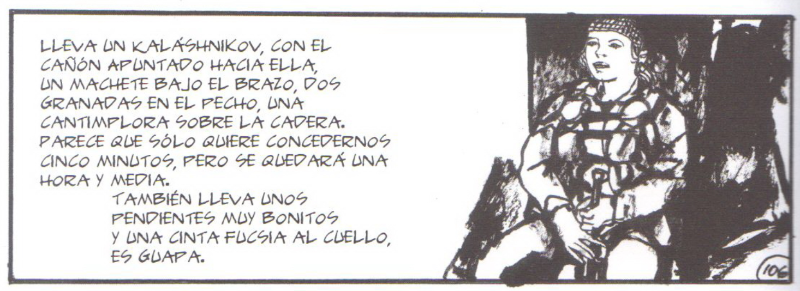 LLEVA UN KALÁSHNIKOV, CON EL
CAÑÓN APUNTADO HACIA ELLA,
UN MACHETE BAJO EL BRAZO, DOS
GRANADAS EN EL PECHO, UNA
CANTIMPLORA SOBRE LA CADERA.
PARECE QUE SÓLO QUIERE CONCEDERNOS
CINCO MINUTOS, PERO SE QUEDARÁ UNA
HORA Y MEDIA.
TAMBIÉN LLEVA UNOS
PENDIENTES MUY BONITOS
Y UNA CINTA FUCSIA AL CUELLO,
ES GUAPA.
106